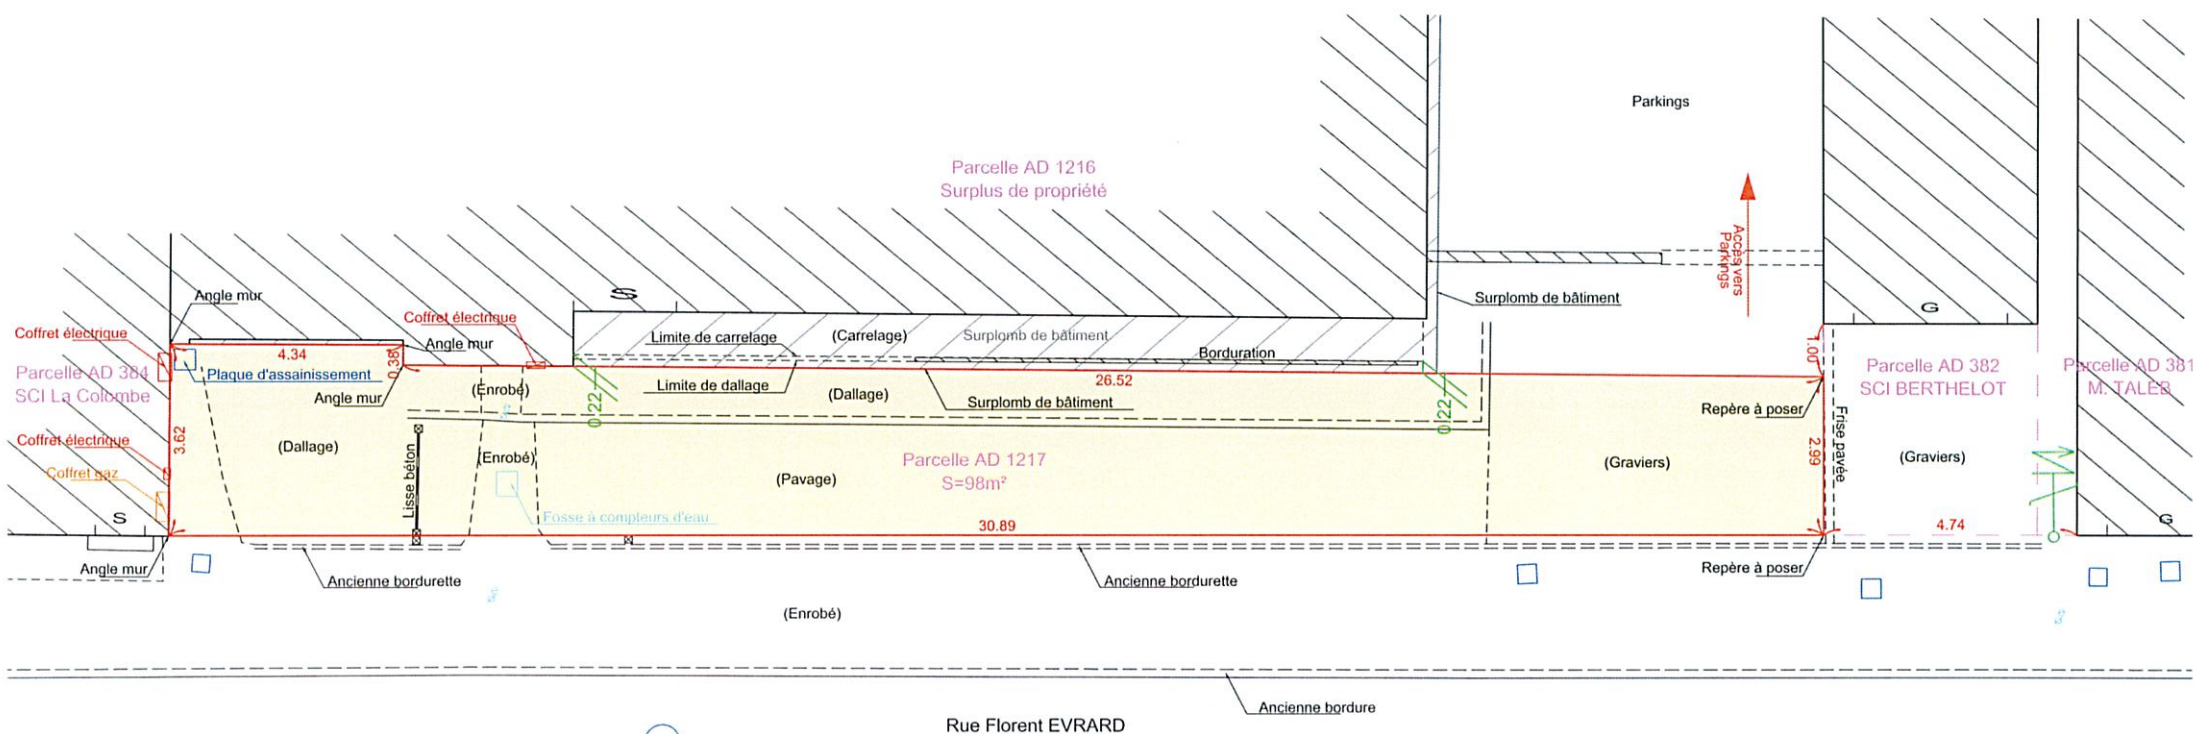 Parkings
Parcelle AD 1216
Surplus de propriété
Accès vers
Parkings
Angle mur
Coffret électrique
Coffret électrique
S
Limite de carrelage
(Carrelage)
Surplomb de bâtiment
Surplomb de bâtiment
G
4.34
0.38
Angle mur
Borduration
1.00
Parcelle AD 384
SCI La Colombe
Plaque d'assainissement
Angle mur
(Enrobé)
0.22
Limite de dallage
(Dallage)
26.52
Surplomb de bâtiment
0.22
Repère à poser
Parcelle AD 382
SCI BERTHELOT
Parcelle AD 381
M. TALEB
Coffret électrique
3.62
(Dallage)
Lisse béton
(Enrobé)
Parcelle AD 1217
S=98m²
(Pavage)
(Graviers)
2.99
Frise pavée
(Graviers)
Coffret gaz
S
Fosse à compteurs d'eau
30.89
4.74
G
Angle mur
Ancienne bordurette
Ancienne bordurette
Repère à poser
(Enrobé)
Ancienne bordure
Rue Florent EVRARD